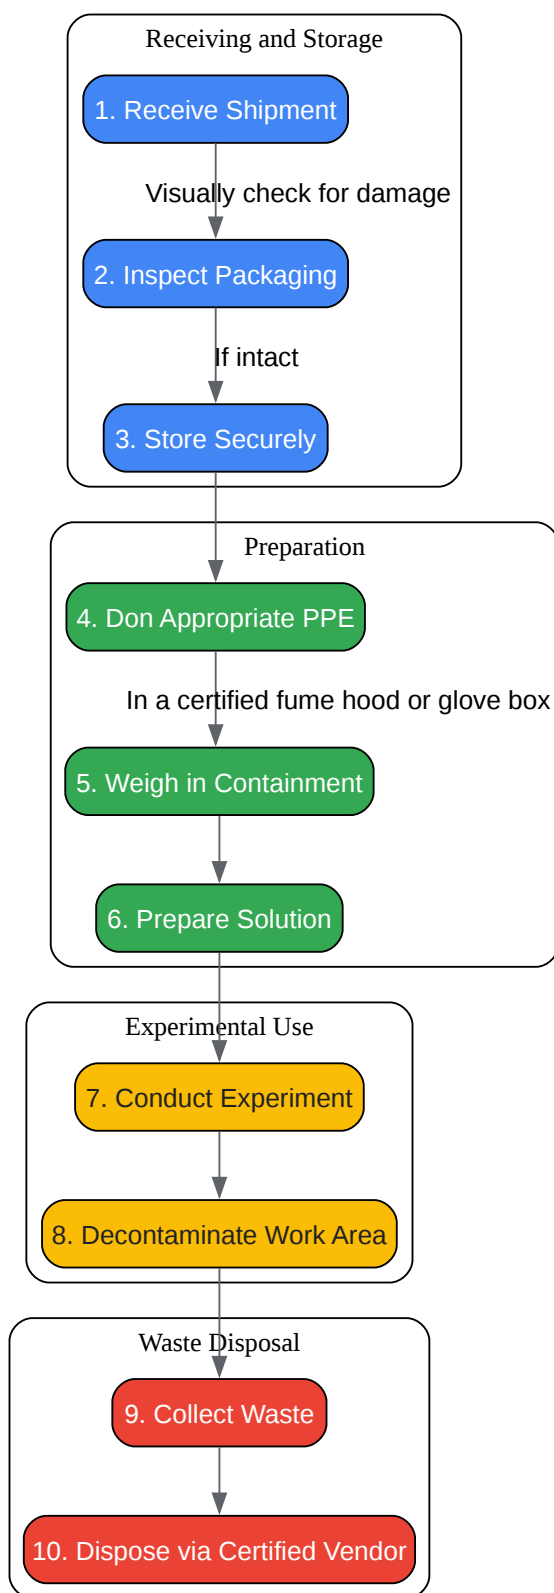 Receiving and Storage
1. Receive Shipment
Visually check for damage
2. Inspect Packaging
If intact
3. Store Securely
Preparation
4. Don Appropriate PPE
In a certified fume hood or glove box
5. Weigh in Containment
6. Prepare Solution
Experimental Use
7. Conduct Experiment
8. Decontaminate Work Area
Waste Disposal
9. Collect Waste
10. Dispose via Certified Vendor